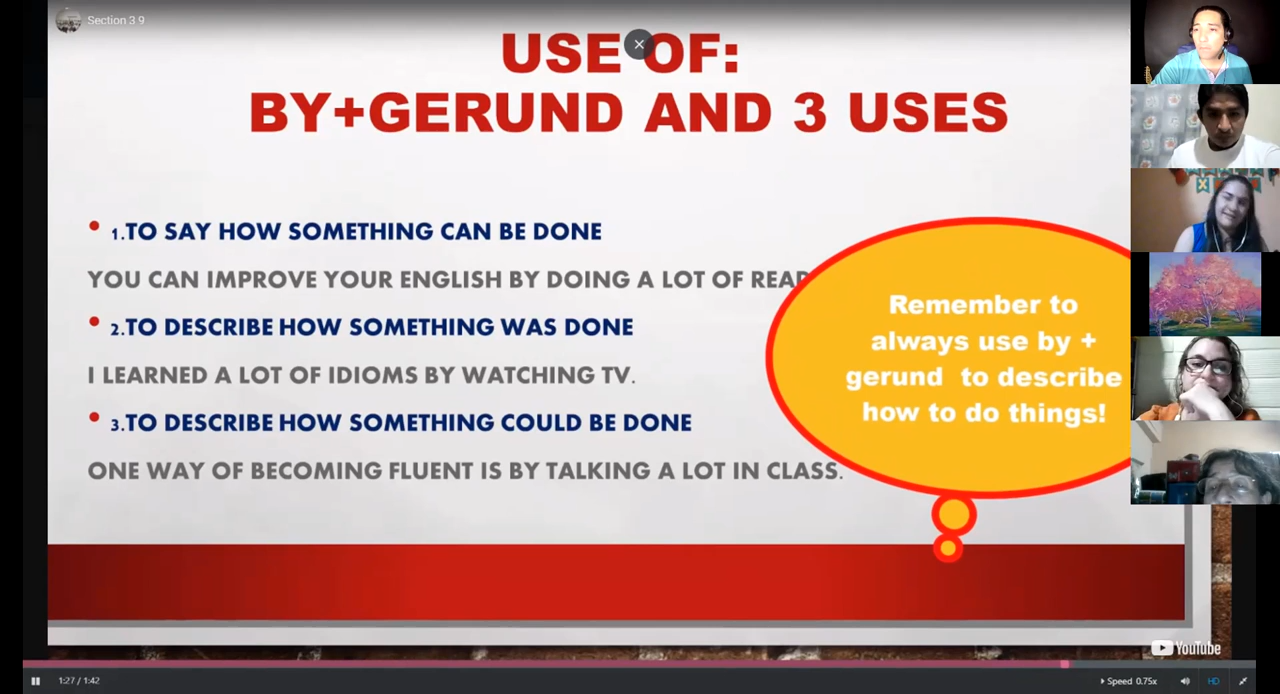 Section 3 9
USE OF:
BY+GERUND AND 3 USES
• 1.TO SAY HOW SOMETHING CAN BE DONE
YOU CAN IMPROVE YOUR ENGLISH BY DOING A LOT OF
• 2.TO DESCRIBE HOW SOMETHING WAS DONE
I LEARNED A LOT OF IDIOMS BY WATCHING TV.
• 3.TO DESCRIBE HOW SOMETHING COULD BE DONE
ONE WAY OF BECOMING FLUENT IS BY TALKING A LOT IN CLASS.
Remember to
always use by +
gerund to describe
how to do things!
YouTube
1:27 / 1:42
Speed 0.75x
HD